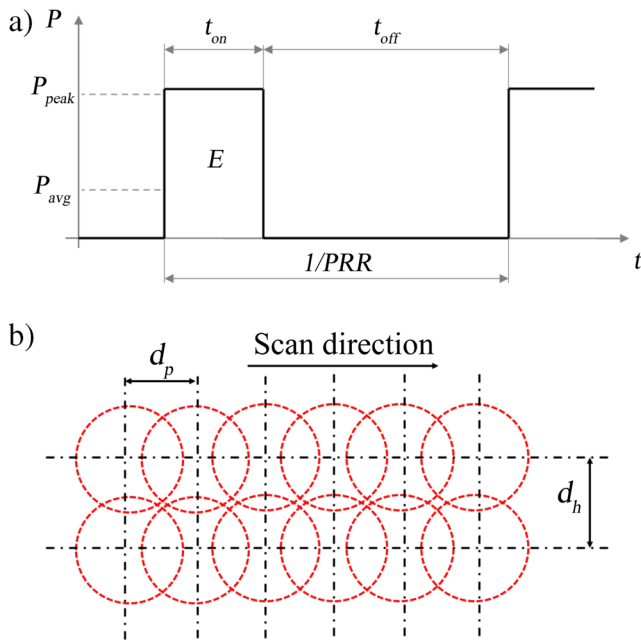 a)
P
t_on
t_off
P_peak
E
P_avg
1/PRR
t
b)
d_p
Scan direction
d_h